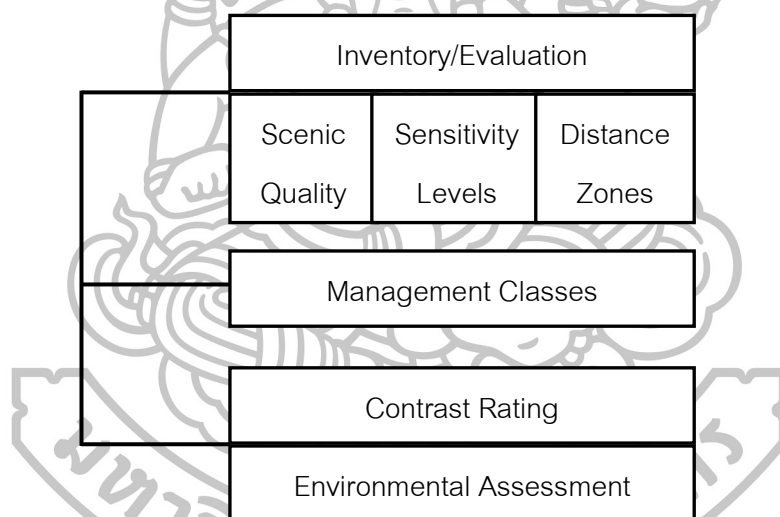 Inventory/Evaluation
Scenic Sensitivity Distance
Quality Levels Zones
Management Classes
Contrast Rating
Environmental Assessment